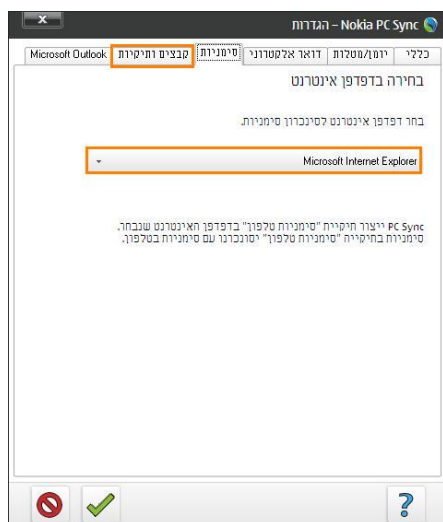 Nokia PC Sync – הגדרות
כללי יומן/מטלות דואר אלקטרוני סימניות קבצים ותיקיות Microsoft Outlook
בחירה בדפדפן אינטרנט
בחר דפדפן אינטרנט לסינכרון סימניות.
Microsoft Internet Explorer
PC Sync ייצור תיקיית "סימניות טלפון" בדפדפן האינטרנט שנבחר.
סימניות בתיקייה "סימניות טלפון" יסונכרנו עם סימניות בטלפון.